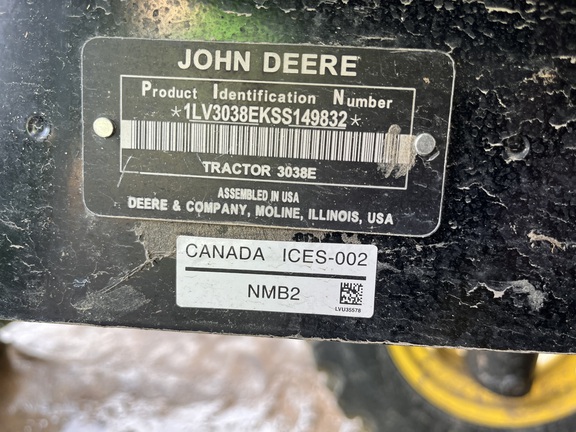 JOHN DEERE
Product Identification Number
*1LV3038EKSS149832*
TRACTOR 3038E
ASSEMBLED IN USA
DEERE & COMPANY, MOLINE, ILLINOIS, USA
CANADA ICES-002
NMB2
LVU35578